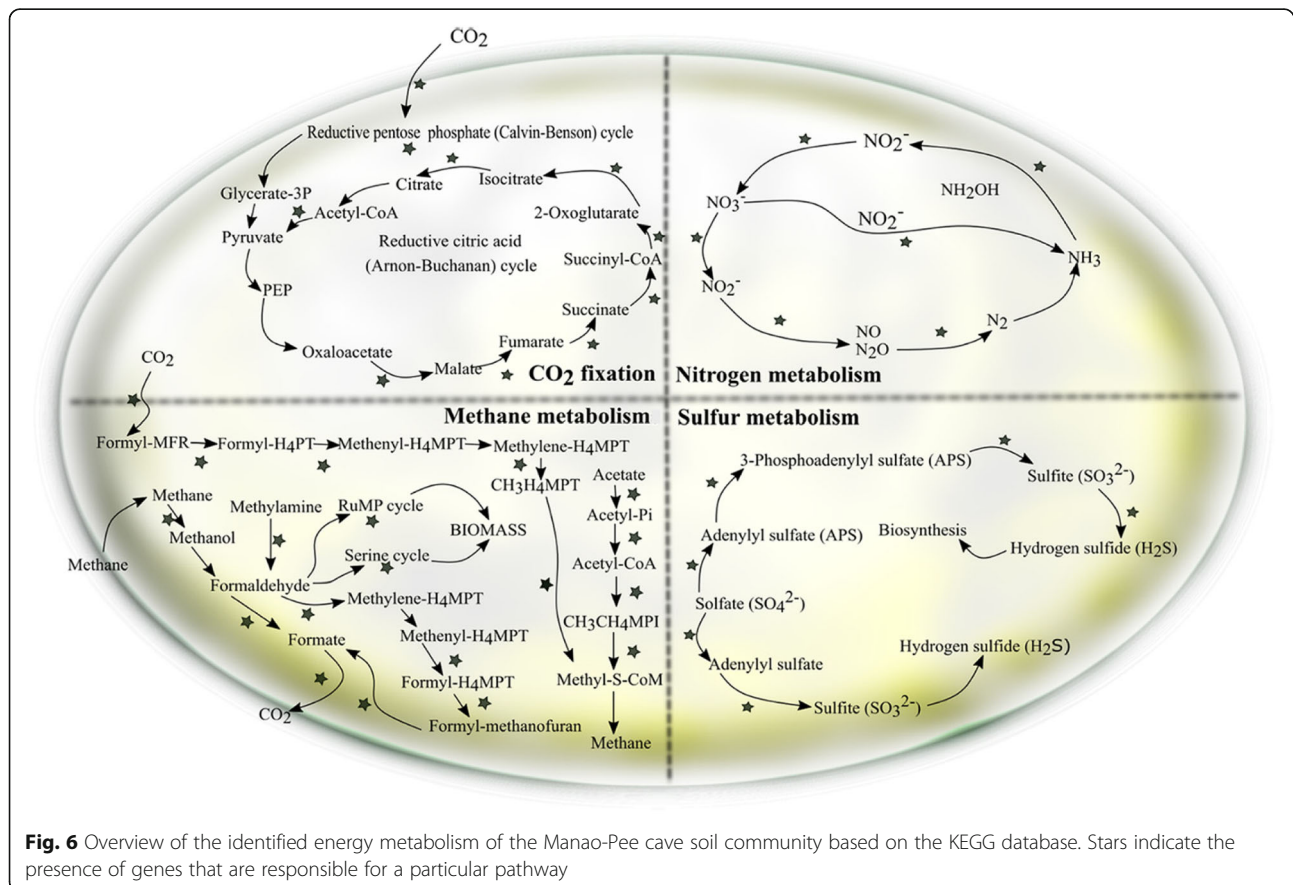 CO2
Reductive pentose phosphate (Calvin-Benson) cycle
Glycerate-3P
Citrate
Isocitrate
Acetyl-CoA
2-Oxoglutarate
Pyruvate
Reductive citric acid
(Arnon-Buchanan) cycle
Succinyl-CoA
PEP
Succinate
Oxaloacetate
Fumarate
Malate
CO2 fixation
NO2-
NH2OH
NO3-
NO2-
NH3
NO2-
NO
N2O
N2
Nitrogen metabolism
CO2
Methane metabolism
Formyl-MFR
Formyl-H4PT
Methenyl-H4MPT
Methylene-H4MPT
CH3H4MPT
Acetate
Methane
Methylamine
RuMP cycle
Acetyl-Pi
Methanol
BIOMASS
Methane
Serine cycle
Acetyl-CoA
Formaldehyde
Methylene-H4MPT
CH3CH4MPI
Formate
Methenyl-H4MPT
Formyl-H4MPT
Methyl-S-CoM
CO2
Formyl-methanofuran
Methane
Sulfur metabolism
3-Phosphoadenylyl sulfate (APS)
Sulfite (SO3 2-)
Adenylyl sulfate (APS)
Biosynthesis
Hydrogen sulfide (H2S)
Solfate (SO4 2-)
Hydrogen sulfide (H2S)
Adenylyl sulfate
Sulfite (SO3 2-)
Fig. 6 Overview of the identified energy metabolism of the Manao-Pee cave soil community based on the KEGG database. Stars indicate the
presence of genes that are responsible for a particular pathway